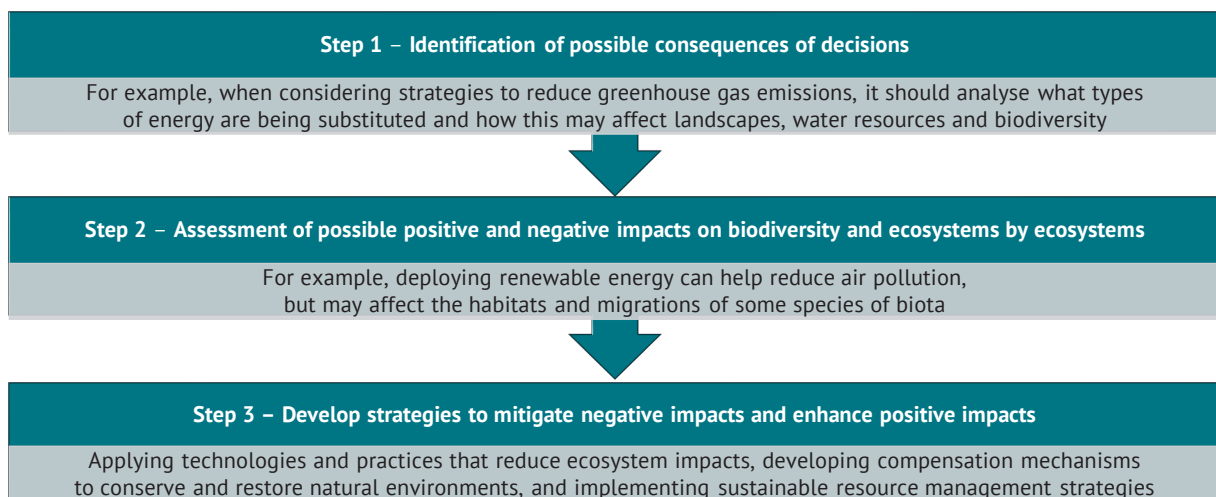 Step 1 – Identification of possible consequences of decisions
For example, when considering strategies to reduce greenhouse gas emissions, it should analyse what types
of energy are being substituted and how this may affect landscapes, water resources and biodiversity
Step 2 – Assessment of possible positive and negative impacts on biodiversity and ecosystems by ecosystems
For example, deploying renewable energy can help reduce air pollution,
but may affect the habitats and migrations of some species of biota
Step 3 – Develop strategies to mitigate negative impacts and enhance positive impacts
Applying technologies and practices that reduce ecosystem impacts, developing compensation mechanisms
to conserve and restore natural environments, and implementing sustainable resource management strategies